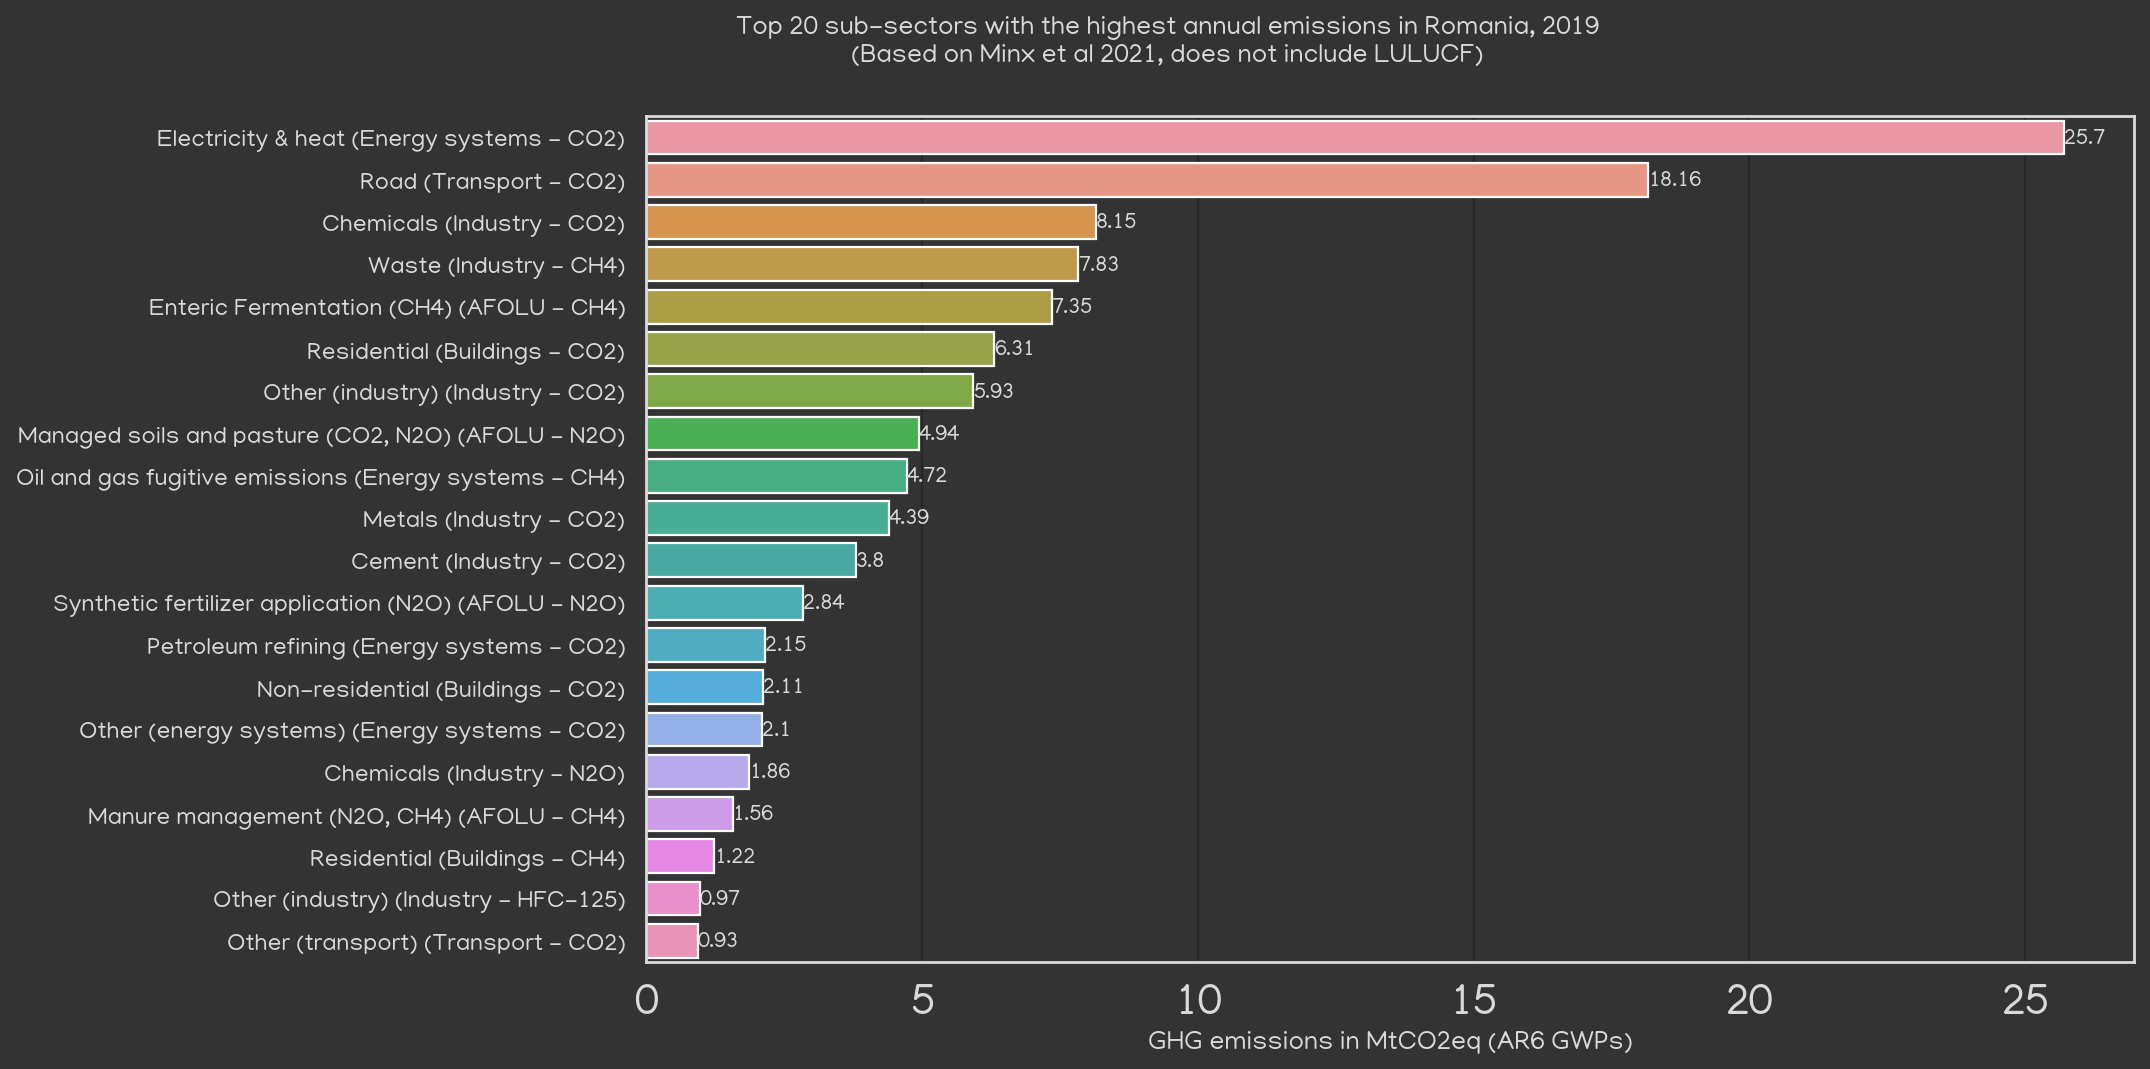 Top 20 sub-sectors with the highest annual emissions in Romania, 2019
(Based on Minx et al 2021, does not include LULUCF)
Electricity & heat (Energy systems - CO2) 25.7
Road (Transport - CO2) 18.16
Chemicals (Industry - CO2) 8.15
Waste (Industry - CH4) 7.83
Enteric Fermentation (CH4) (AFOLU - CH4) 7.35
Residential (Buildings - CO2) 6.31
Other (industry) (Industry - CO2) 5.93
Managed soils and pasture (CO2, N2O) (AFOLU - N2O) 4.94
Oil and gas fugitive emissions (Energy systems - CH4) 4.72
Metals (Industry - CO2) 4.39
Cement (Industry - CO2) 3.8
Synthetic fertilizer application (N2O) (AFOLU - N2O) 2.84
Petroleum refining (Energy systems - CO2) 2.15
Non-residential (Buildings - CO2) 2.11
Other (energy systems) (Energy systems - CO2) 2.1
Chemicals (Industry - N2O) 1.86
Manure management (N2O, CH4) (AFOLU - CH4) 1.56
Residential (Buildings - CH4) 1.22
Other (industry) (Industry - HFC-125) 0.97
Other (transport) (Transport - CO2) 0.93
0 5 10 15 20 25
GHG emissions in MtCO2eq (AR6 GWPs)